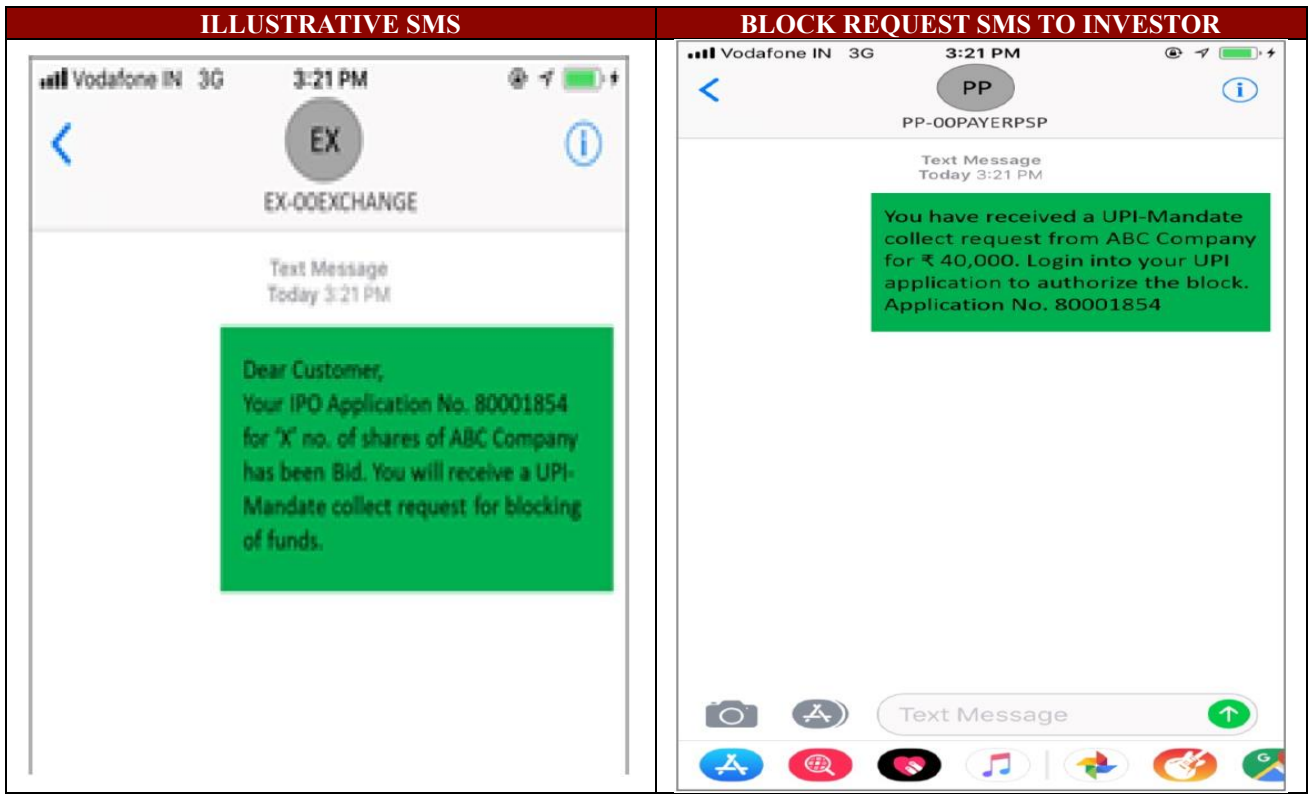 ILLUSTRATIVE SMS
Vodafone IN 3G 3:21 PM
EX
EX-00EXCHANGE
Text Message
Today 3:21 PM
Dear Customer,
Your IPO Application No. 80001854
for 'X' no. of shares of ABC Company
has been Bid. You will receive a UPI-
Mandate collect request for blocking
of funds.
BLOCK REQUEST SMS TO INVESTOR
Vodafone IN 3G 3:21 PM
PP
PP-00PAYERPSP
Text Message
Today 3:21 PM
You have received a UPI-Mandate
collect request from ABC Company
for ₹ 40,000. Login into your UPI
application to authorize the block.
Application No. 80001854
Text Message